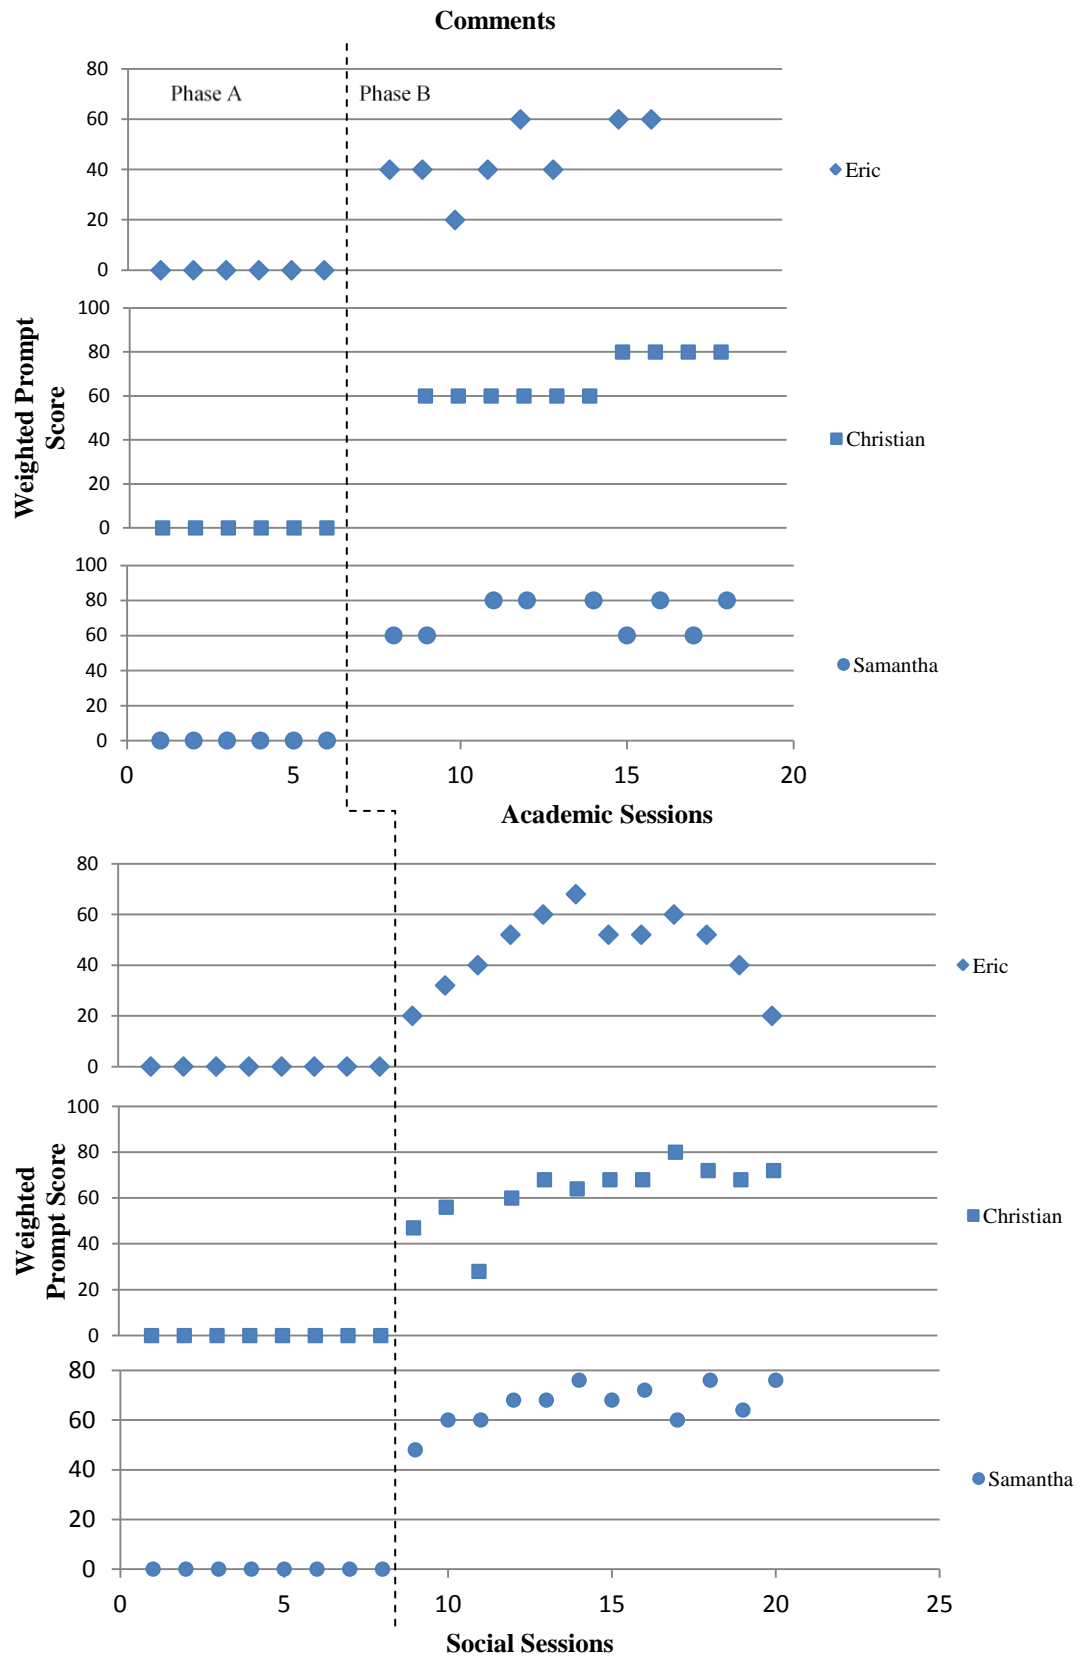 Comments
80
Phase A
Phase B
60
40
Eric
20
0
Weighted Prompt
Score
100
80
60
40
Christian
20
0
100
80
60
40
Samantha
20
0
0 5 10 15 20
Academic Sessions
80
60
40
Eric
20
0
Weighted
Prompt Score
100
80
60
40
Christian
20
0
80
60
40
Samantha
20
0
0 5 10 15 20 25
Social Sessions